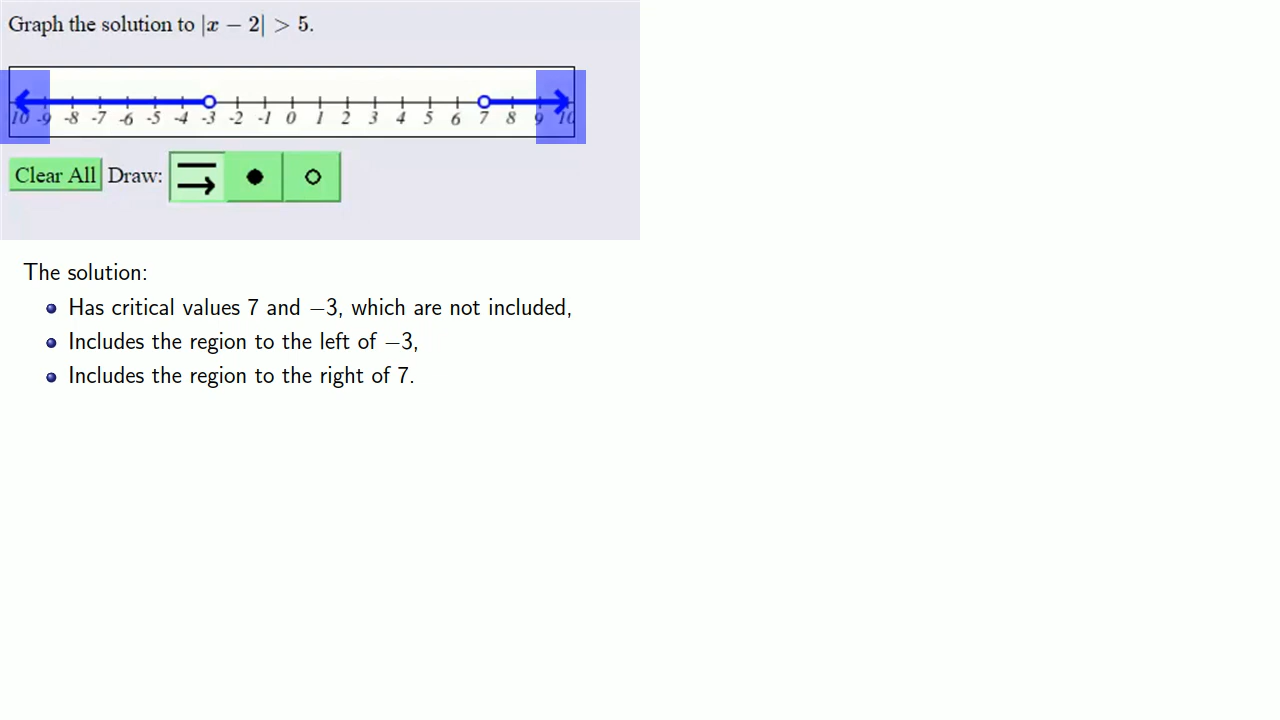 Graph the solution to |x − 2| > 5.
10 -9 -8 -7 -6 -5 -4 -3 -2 -1 0 1 2 3 4 5 6 7 8 9 10
Clear All Draw:
The solution:
Has critical values 7 and −3, which are not included,
Includes the region to the left of −3,
Includes the region to the right of 7.